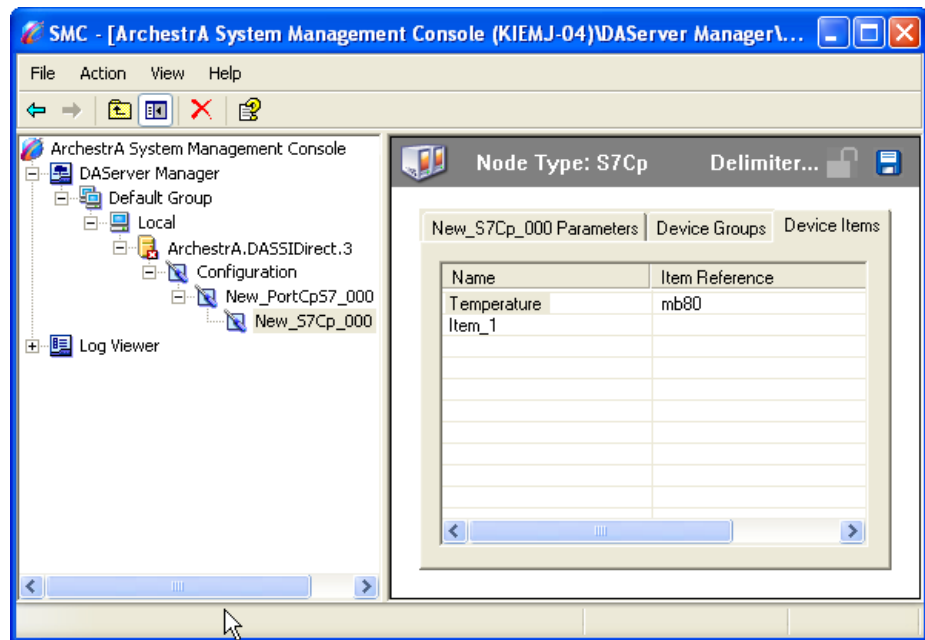 SMC - [ArchestrA System Management Console (KIEMJ-04)\DAServer Manager\...
File Action View Help
ArchestrA System Management Console
DAServer Manager
Default Group
Local
ArchestrA.DASSIDirect.3
Configuration
New_PortCpS7_000
New_S7Cp_000
Log Viewer
Node Type: S7Cp Delimiter...
New_S7Cp_000 Parameters Device Groups Device Items
Name Item Reference
Temperature mb80
Item_1